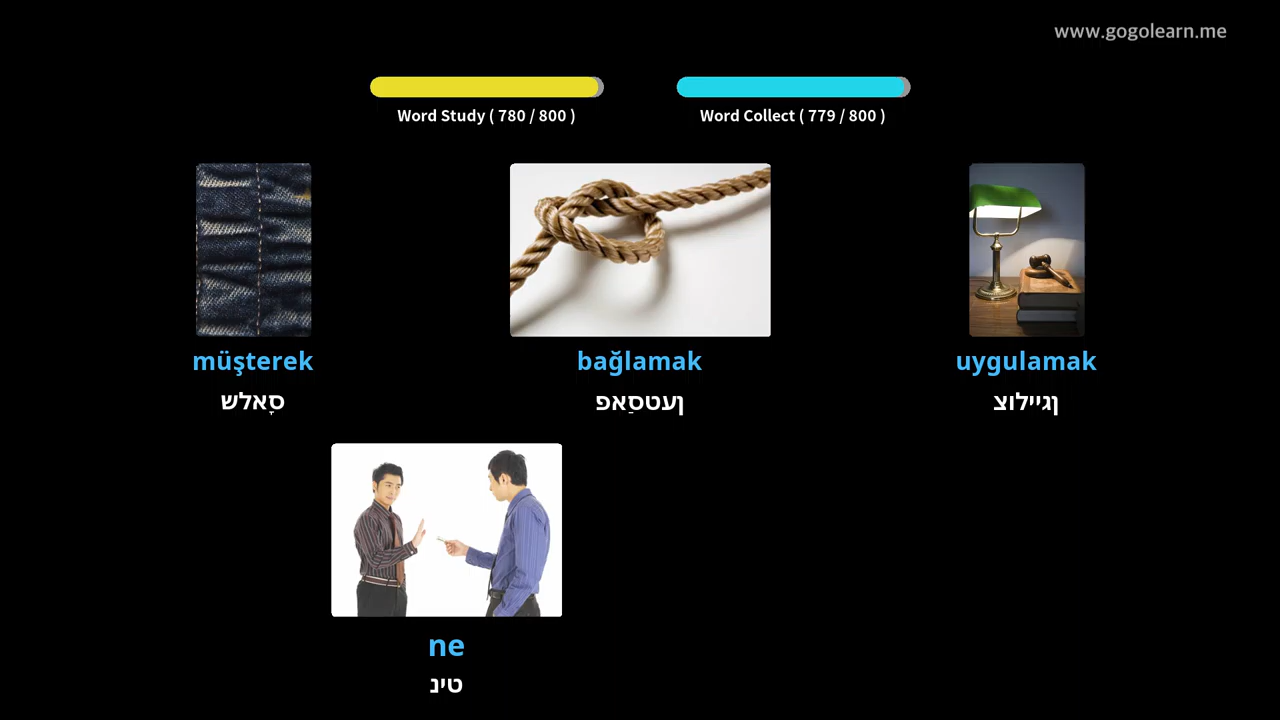 www.gogolearn.me
Word Study ( 780 / 800 )
Word Collect ( 779 / 800 )
müşterek
bağlamak
uygulamak
שלאָס
פאַסטען
צולייגן
ne
ניט